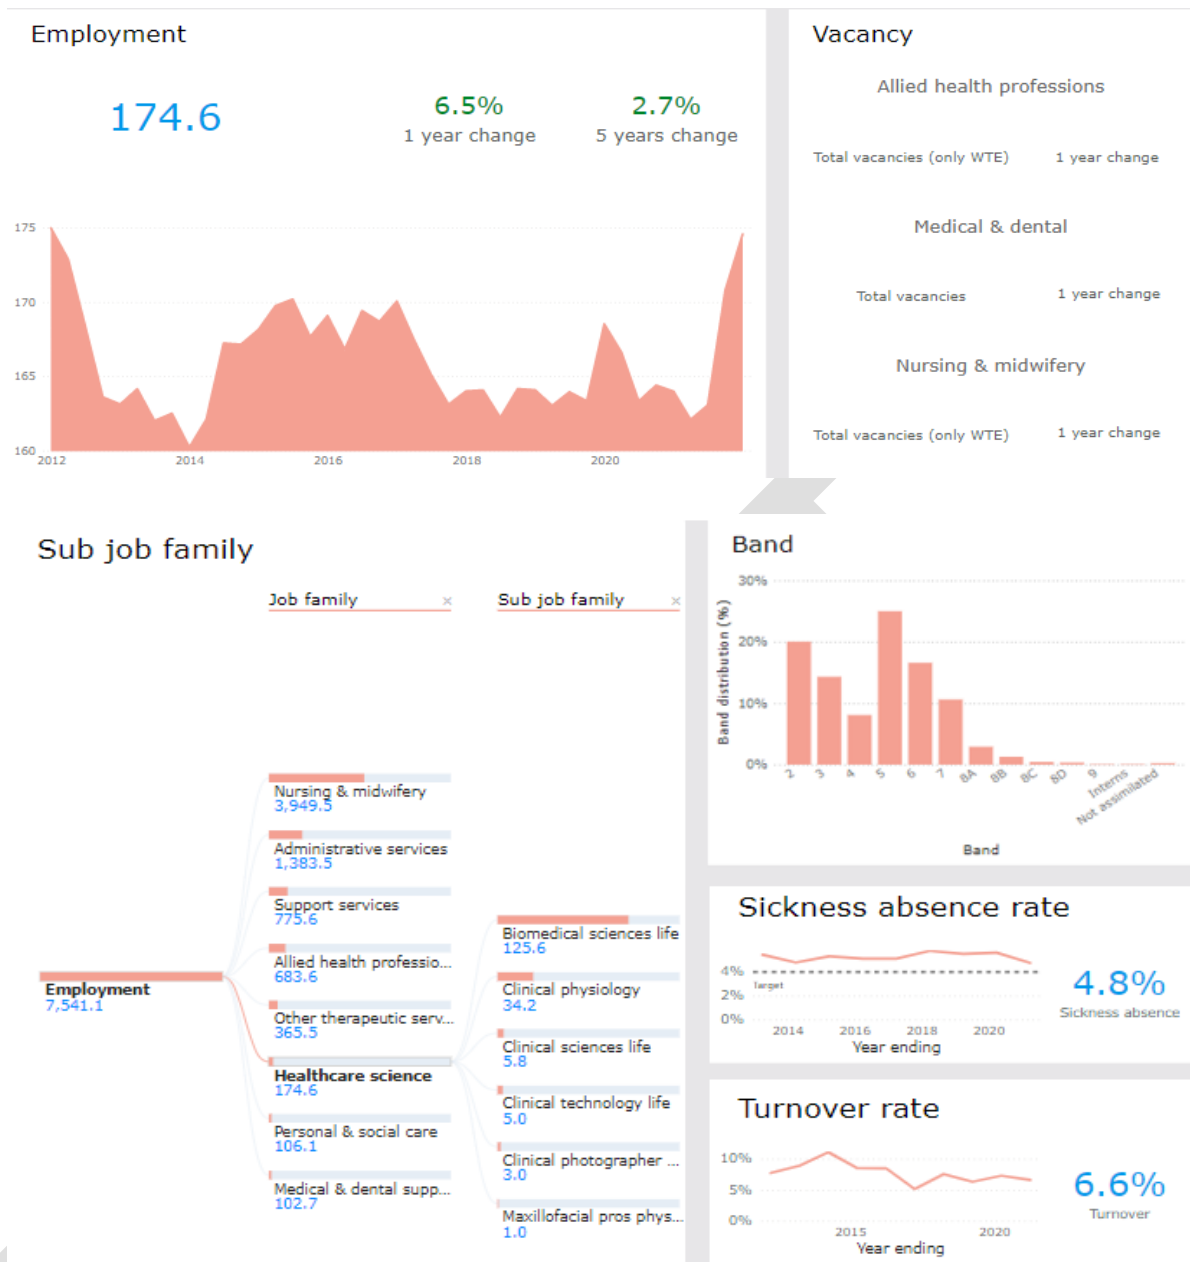 Employment
174.6
6.5%
1 year change
2.7%
5 years change
175
170
165
160
2012
2014
2016
2018
2020
Vacancy
Allied health professions
Total vacancies (only WTE)
1 year change
Medical & dental
Total vacancies
1 year change
Nursing & midwifery
Total vacancies (only WTE)
1 year change
Sub job family
Job family ×
Sub job family ×
Employment
7,541.1
Nursing & midwifery
3,949.5
Administrative services
1,383.5
Support services
775.6
Allied health professio...
683.6
Other therapeutic serv...
365.5
Healthcare science
174.6
Personal & social care
106.1
Medical & dental supp...
102.7
Biomedical sciences life
125.6
Clinical physiology
34.2
Clinical sciences life
5.8
Clinical technology life
5.0
Clinical photographer ...
3.0
Maxillofacial pros phys...
1.0
Band
Band distribution (%)
30%
20%
10%
0%
2
3
4
5
6
7
8A
8B
8C
8D
9
Interns
Not assimilated
Band
Sickness absence rate
4%
2%
0%
Target
2014
2016
2018
2020
Year ending
4.8%
Sickness absence
Turnover rate
10%
5%
0%
2015
2020
Year ending
6.6%
Turnover